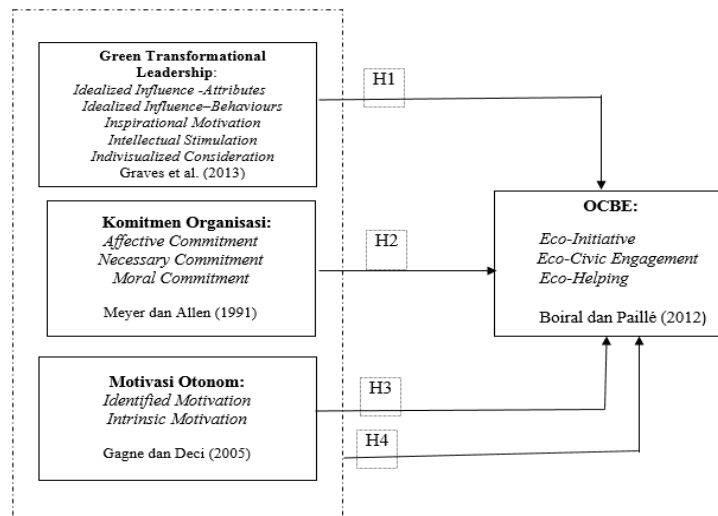 Green Transformational
Leadership:
Idealized Influence -Attributes
Idealized Influence–Behaviours
Inspirational Motivation
Intellectual Stimulation
Indivisualized Consideration
Graves et al. (2013)
H1
Komitmen Organisasi:
Affective Commitment
Necessary Commitment
Moral Commitment
Meyer dan Allen (1991)
H2
OCBE:
Eco-Initiative
Eco-Civic Engagement
Eco-Helping
Boiral dan Paillé (2012)
Motivasi Otonom:
Identified Motivation
Intrinsic Motivation
Gagne dan Deci (2005)
H3
H4